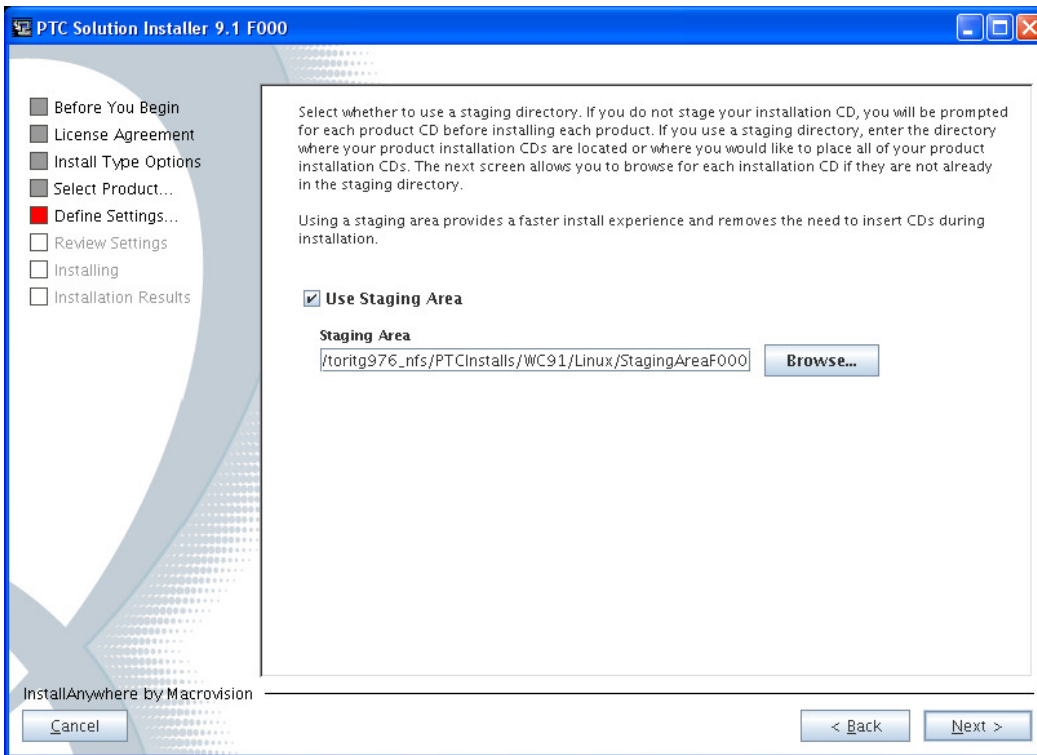 PTC Solution Installer 9.1 F000
Before You Begin
License Agreement
Install Type Options
Select Product...
Define Settings...
Review Settings
Installing
Installation Results
Select whether to use a staging directory. If you do not stage your installation CD, you will be prompted
for each product CD before installing each product. If you use a staging directory, enter the directory
where your product installation CDs are located or where you would like to place all of your product
installation CDs. The next screen allows you to browse for each installation CD if they are not already
in the staging directory.
Using a staging area provides a faster install experience and removes the need to insert CDs during
installation.
Use Staging Area
Staging Area
/toritg976_nfs/PTCInstalls/WC91/Linux/StagingAreaF000
Browse...
InstallAnywhere by Macrovision
Cancel
< Back
Next >